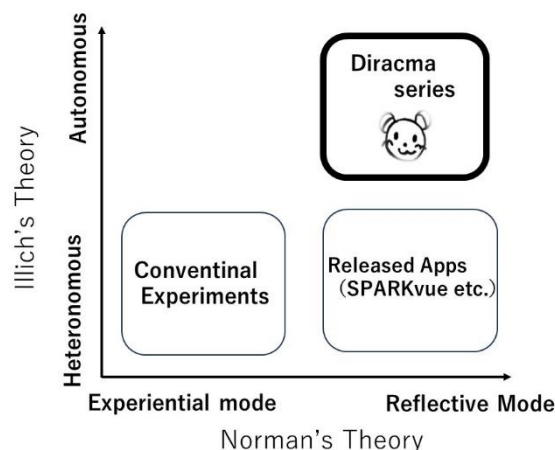 Illich's Theory
Autonomous
Heteronomous
Diracma
series
Conventinal
Experiments
Released Apps
(SPARKvue etc.)
Experiential mode
Reflective Mode
Norman's Theory